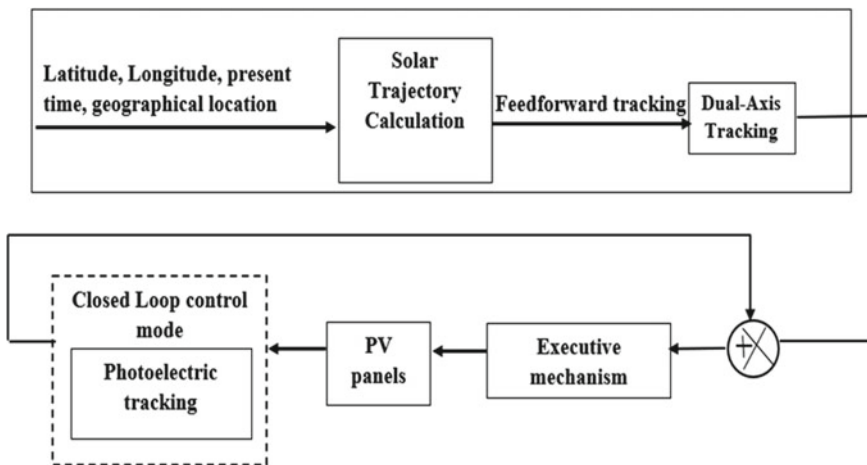 Latitude, Longitude, present
time, geographical location
Solar
Trajectory
Calculation
Feedforward tracking
Dual-Axis
Tracking
Closed Loop control
mode
Photoelectric
tracking
PV
panels
Executive
mechanism
+